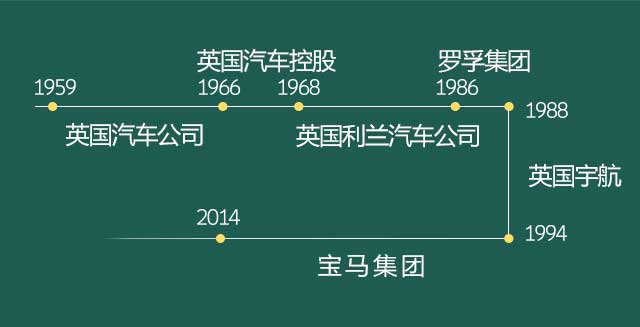 英国汽车控股
罗孚集团
1959
1966
1968
1986
1988
英国汽车公司
英国利兰汽车公司
英国宇航
2014
1994
宝马集团